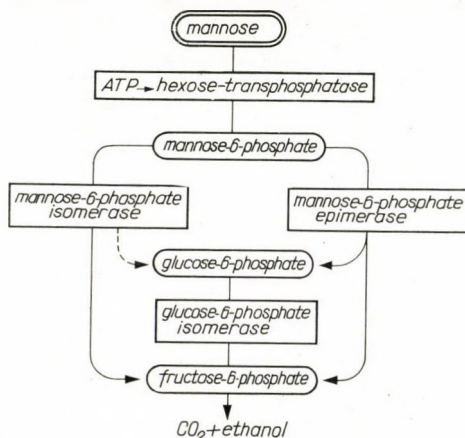 mannose
ATP→hexose-transphosphatase
mannose-6-phosphate
mannose-6-phosphate
isomerase
mannose-6-phosphate
epimerase
glucose-6-phosphate
glucose-6-phosphate
isomerase
fructose-6-phosphate
CO₂+ethanol